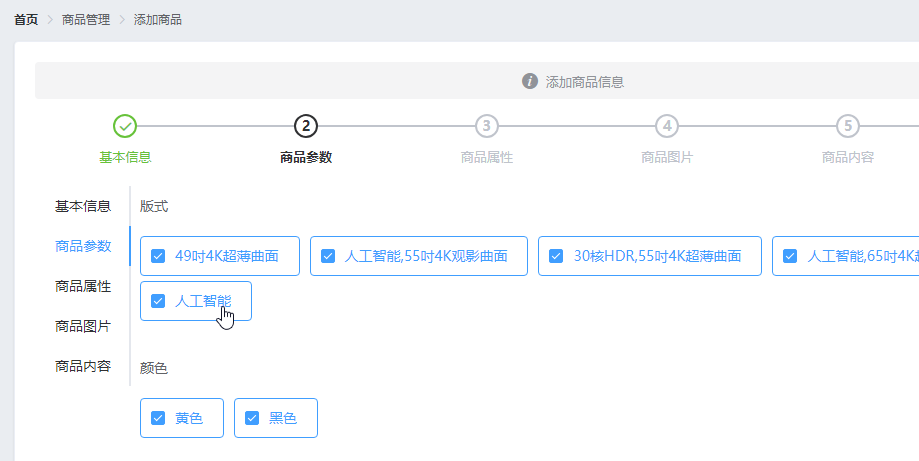 首页 > 商品管理 > 添加商品
添加商品信息
2 3 4 5
基本信息 商品参数 商品属性 商品图片 商品内容
基本信息
商品参数
商品属性
商品图片
商品内容
版式
49吋4K超薄曲面 人工智能,55吋4K观影曲面 30核HDR,55吋4K超薄曲面 人工智能,65吋4K
人工智能
颜色
黄色 黑色